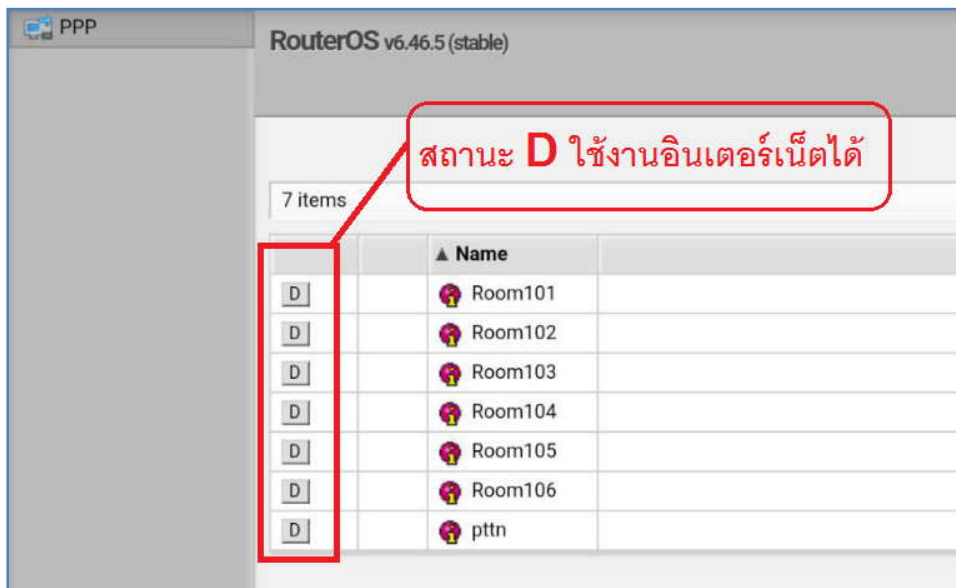 PPP
RouterOS v6.46.5 (stable)
สถานะ D ใช้งานอินเตอร์เน็ตได้
7 items
▲ Name
D Room101
D Room102
D Room103
D Room104
D Room105
D Room106
D pttn